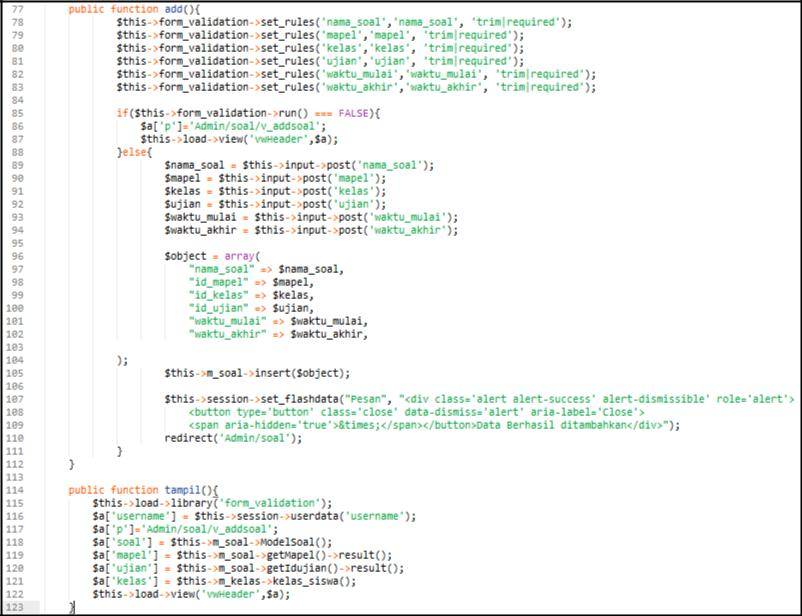 77 public function add(){
78 $this->form_validation->set_rules('nama_soal','nama_soal', 'trim|required');
79 $this->form_validation->set_rules('mapel','mapel', 'trim|required');
80 $this->form_validation->set_rules('kelas','kelas', 'trim|required');
81 $this->form_validation->set_rules('ujian','ujian', 'trim|required');
82 $this->form_validation->set_rules('waktu_mulai','waktu_mulai', 'trim|required');
83 $this->form_validation->set_rules('waktu_akhir','waktu_akhir', 'trim|required');
84
85 if($this->form_validation->run() === FALSE){
86 $a['p']='Admin/soal/v_addsoal';
87 $this->load->view('vwHeader',$a);
88 }else{
89 $nama_soal = $this->input->post('nama_soal');
90 $mapel = $this->input->post('mapel');
91 $kelas = $this->input->post('kelas');
92 $ujian = $this->input->post('ujian');
93 $waktu_mulai = $this->input->post('waktu_mulai');
94 $waktu_akhir = $this->input->post('waktu_akhir');
95
96 $object = array(
97 "nama_soal" => $nama_soal,
98 "id_mapel" => $mapel,
99 "id_kelas" => $kelas,
100 "id_ujian" => $ujian,
101 "waktu_mulai" => $waktu_mulai,
102 "waktu_akhir" => $waktu_akhir,
103
104 );
105 $this->m_soal->insert($object);
106
107 $this->session->set_flashdata("Pesan", "<div class='alert alert-success' alert-dismissible' role='alert'>
108 <button type='button' class='close' data-dismiss='alert' aria-label='Close'>
109 <span aria-hidden='true'>&times;</span></button>Data Berhasil ditambahkan</div>");
110 redirect('Admin/soal');
111 }
112 }
113
114 public function tampil(){
115 $this->load->library('form_validation');
116 $a['username'] = $this->session->userdata('username');
117 $a['p']='Admin/soal/v_addsoal';
118 $a['soal'] = $this->m_soal->ModelSoal();
119 $a['mapel'] = $this->m_soal->getMapel()->result();
120 $a['ujian'] = $this->m_soal->getIdujian()->result();
121 $a['kelas'] = $this->m_kelas->kelas_siswa();
122 $this->load->view('vwHeader',$a);
123 }